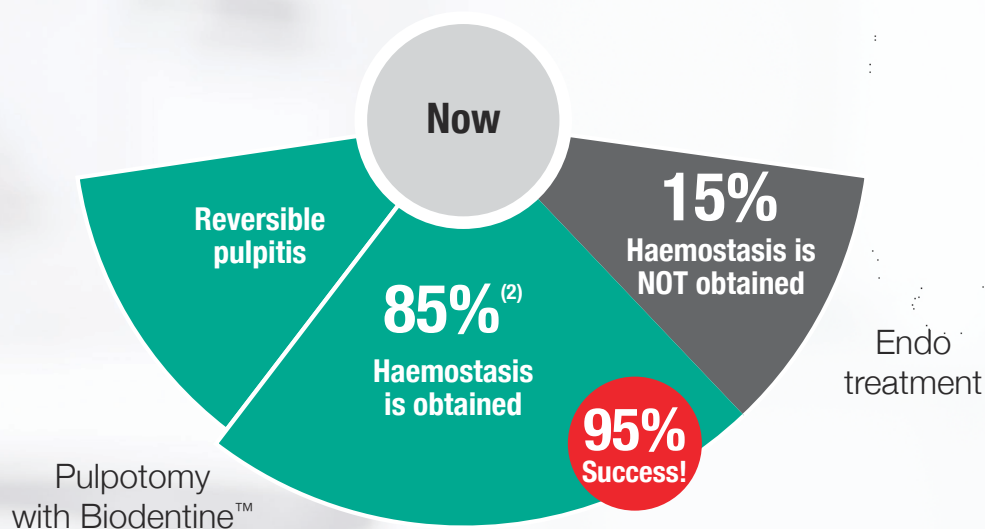 Now
Reversible
pulpitis
85%(2)
Haemostasis
is obtained
15%
Haemostasis is
NOT obtained
95%
Success!
Endo
treatment
Pulpotomy
with Biodentine™